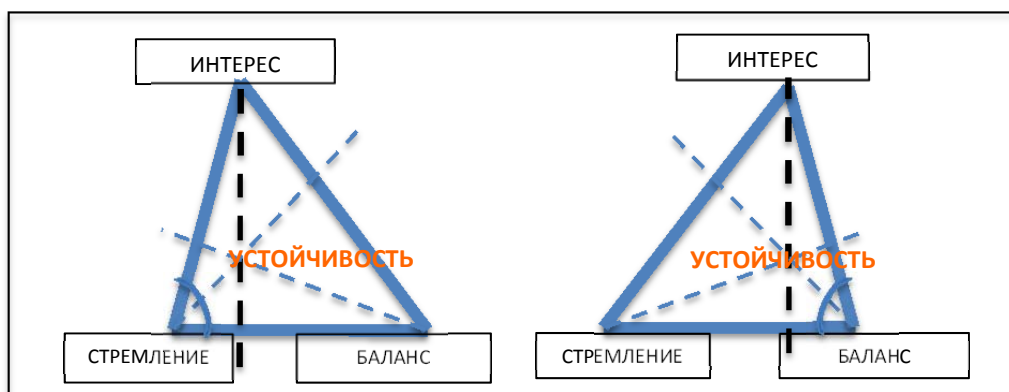 ИНТЕРЕС
УСТОЙЧИВОСТЬ
СТРЕМЛЕНИЕ
БАЛАНС
ИНТЕРЕС
УСТОЙЧИВОСТЬ
СТРЕМЛЕНИЕ
БАЛАНС